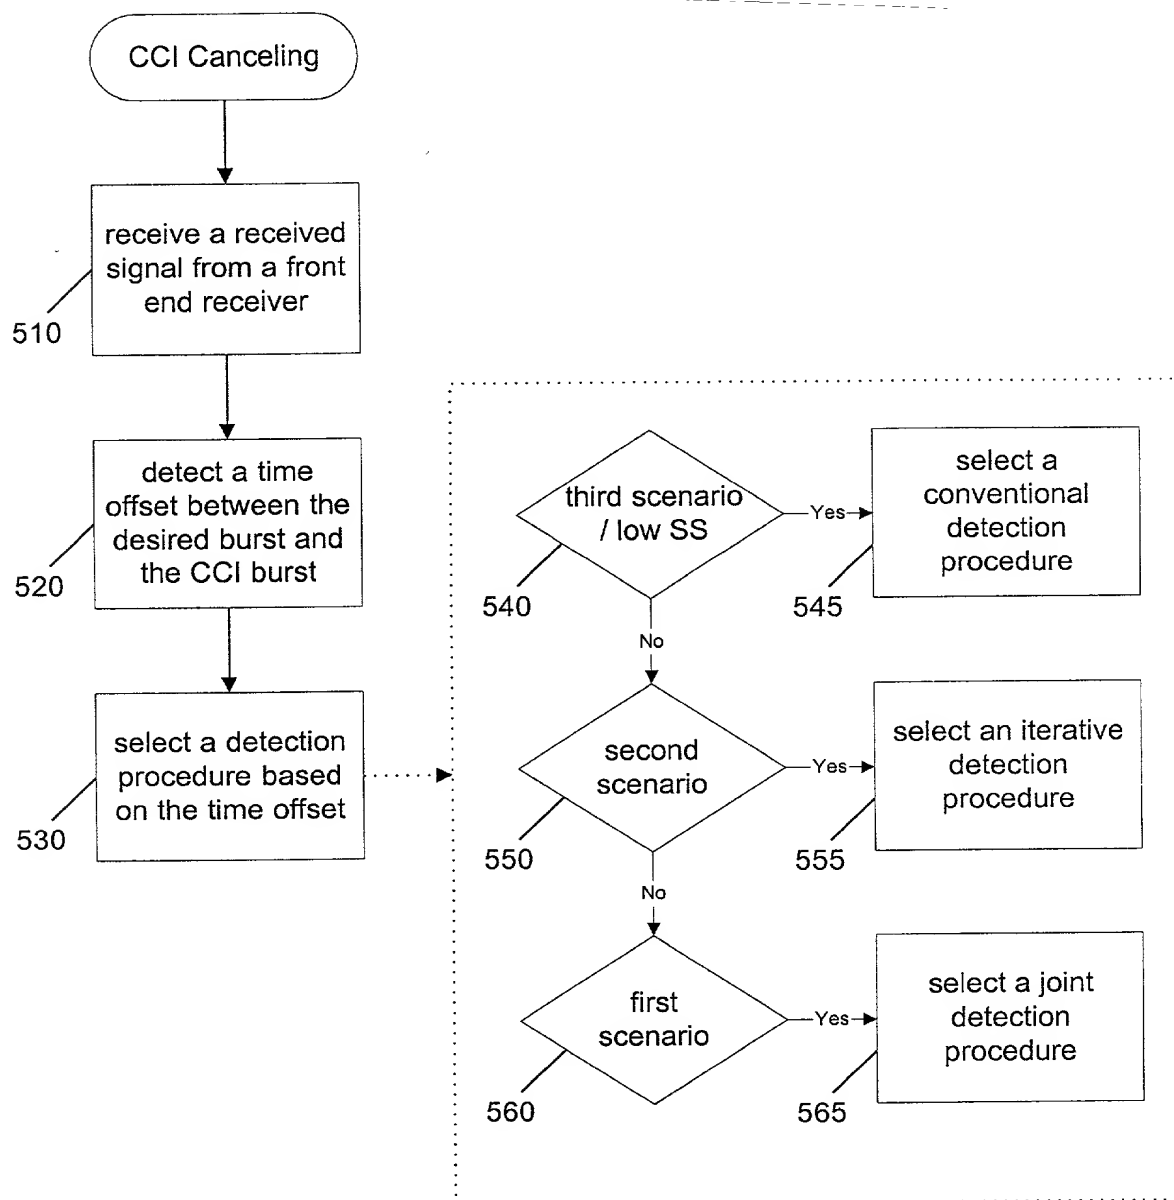 CCI Canceling
receive a received
signal from a front
end receiver
510
detect a time
offset between the
desired burst and
the CCI burst
520
select a detection
procedure based
on the time offset
530
third scenario
/ low SS
540
Yes
select a
conventional
detection
procedure
545
No
second
scenario
550
Yes
select an iterative
detection
procedure
555
No
first
scenario
560
Yes
select a joint
detection
procedure
565